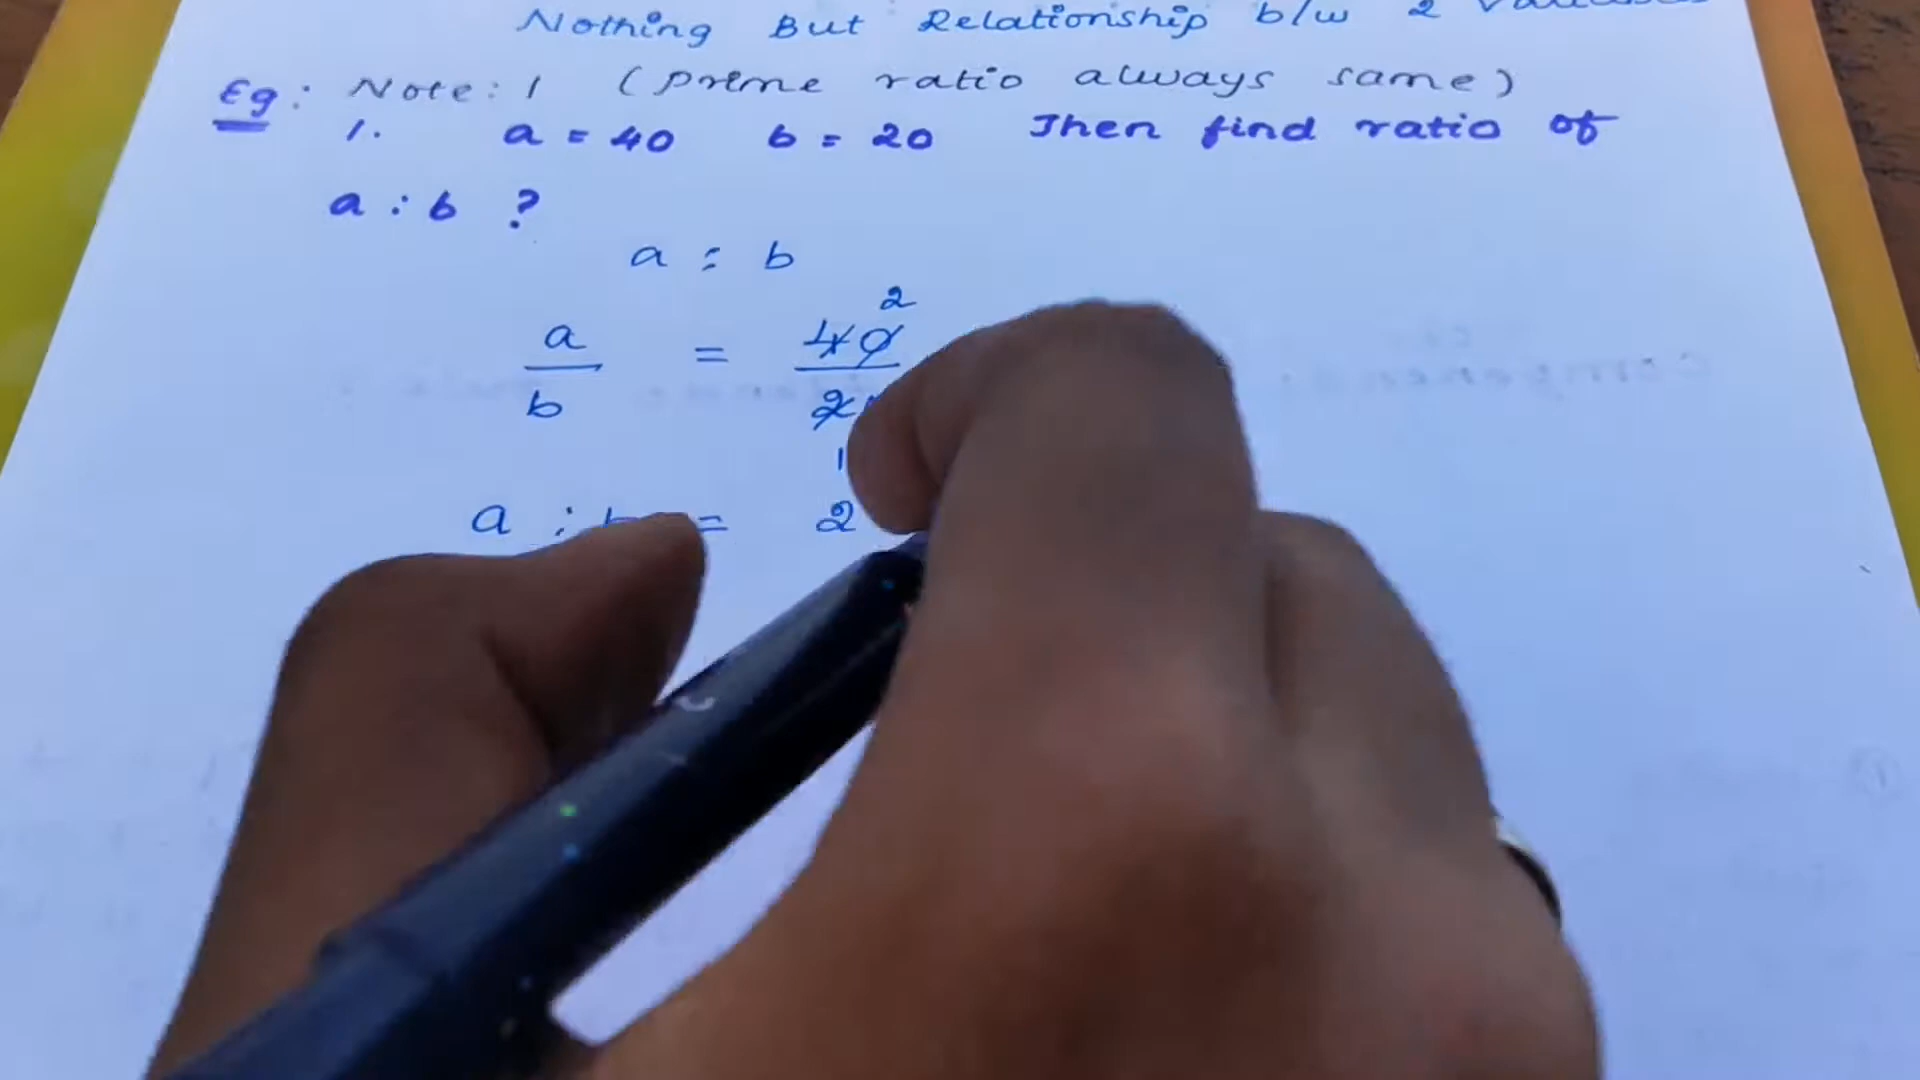 Nothing But Relationship b/w 2
Eg: Note: 1 (prime ratio always same)
1. a = 40 b = 20 Then find ratio of
a : b ?
a : b
2
a = 40
b
1
a : = 2